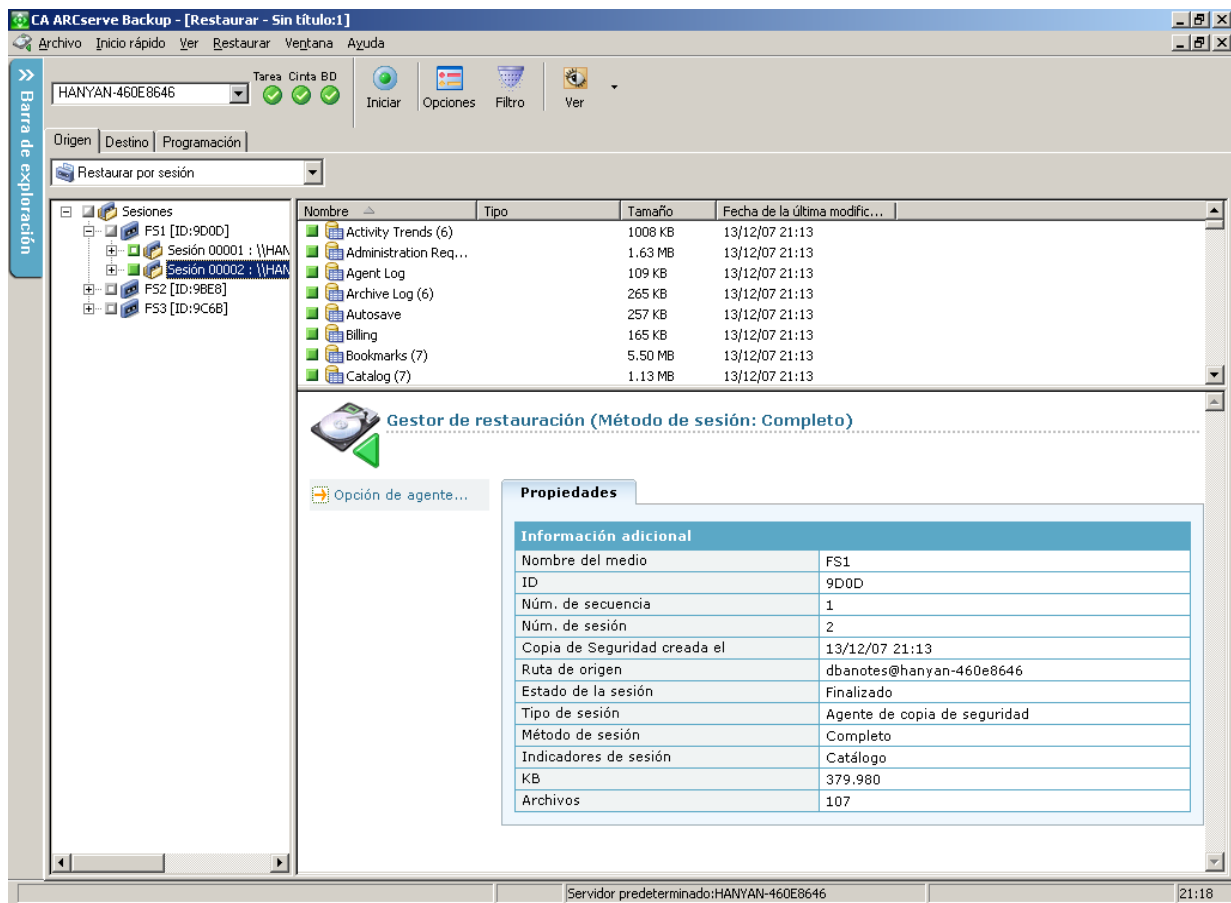 CA ARCserve Backup - [Restaurar - Sin título:1]
Archivo Inicio rápido Ver Restaurar Ventana Ayuda
Barra de exploración
HANYAN-460E8646
Tarea Cinta BD
Iniciar Opciones Filtro Ver
Origen Destino Programación
Restaurar por sesión
Sesiones
FS1 [ID:9D0D]
Sesión 00001 : \\HAN
Sesión 00002 : \\HAN
FS2 [ID:9BE8]
FS3 [ID:9C6B]
Nombre Tipo Tamaño Fecha de la última modific...
Activity Trends (6) 1008 KB 13/12/07 21:13
Administration Req... 1.63 MB 13/12/07 21:13
Agent Log 109 KB 13/12/07 21:13
Archive Log (6) 265 KB 13/12/07 21:13
Autosave 257 KB 13/12/07 21:13
Billing 165 KB 13/12/07 21:13
Bookmarks (7) 5.50 MB 13/12/07 21:13
Catalog (7) 1.13 MB 13/12/07 21:13
Gestor de restauración (Método de sesión: Completo)
Opción de agente...
Propiedades
Información adicional
Nombre del medio FS1
ID 9D0D
Núm. de secuencia 1
Núm. de sesión 2
Copia de Seguridad creada el 13/12/07 21:13
Ruta de origen dbanotes@hanyan-460e8646
Estado de la sesión Finalizado
Tipo de sesión Agente de copia de seguridad
Método de sesión Completo
Indicadores de sesión Catálogo
KB 379.980
Archivos 107
Servidor predeterminado:HANYAN-460E8646
21:18